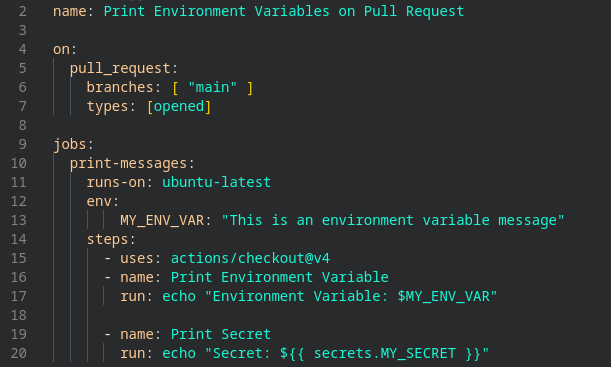 2 name: Print Environment Variables on Pull Request
3
4 on:
5   pull_request:
6     branches: [ "main" ]
7     types: [opened]
8
9 jobs:
10   print-messages:
11     runs-on: ubuntu-latest
12     env:
13         MY_ENV_VAR: "This is an environment variable message"
14     steps:
15       - uses: actions/checkout@v4
16       - name: Print Environment Variable
17         run: echo "Environment Variable: $MY_ENV_VAR"
18
19       - name: Print Secret
20         run: echo "Secret: ${{ secrets.MY_SECRET }}"